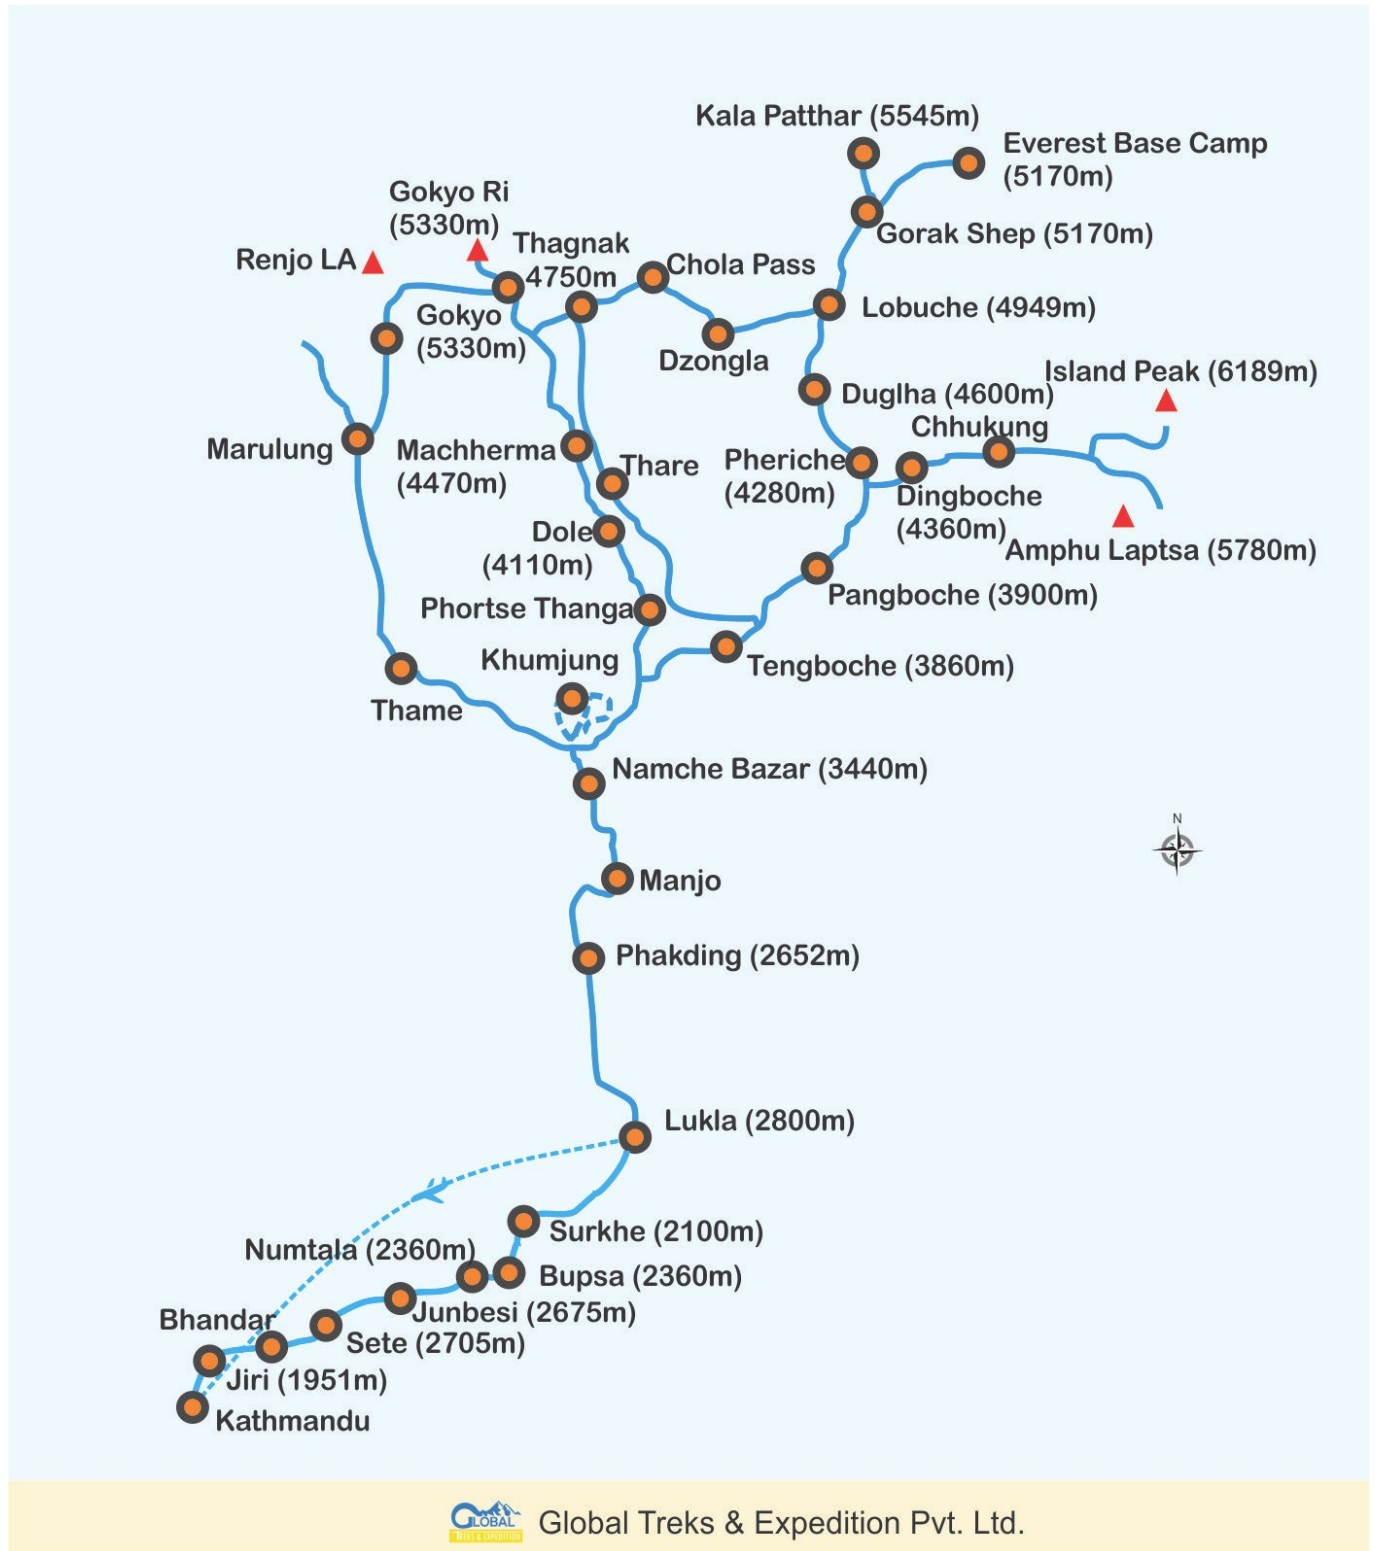 Kala Patthar (5545m)
Everest Base Camp
(5170m)
Gokyo Ri
(5330m)
Gorak Shep (5170m)
Renjo LA
Thagnak
4750m
Chola Pass
Gokyo
(5330m)
Lobuche (4949m)
Dzongla
Island Peak (6189m)
Duglha (4600m)
Chhukung
Marulung
Machherma
(4470m)
Thare
Pheriche
(4280m)
Dingboche
(4360m)
Dole
(4110m)
Amphu Laptsa (5780m)
Phortse Thanga
Pangboche (3900m)
Khumjung
Tengboche (3860m)
Thame
Namche Bazar (3440m)
N
Manjo
Phakding (2652m)
Lukla (2800m)
Surkhe (2100m)
Numtala (2360m)
Bupsa (2360m)
Junbesi (2675m)
Bhandar
Sete (2705m)
Jiri (1951m)
Kathmandu
GLOBAL
TREKS & EXPEDITION
Global Treks & Expedition Pvt. Ltd.